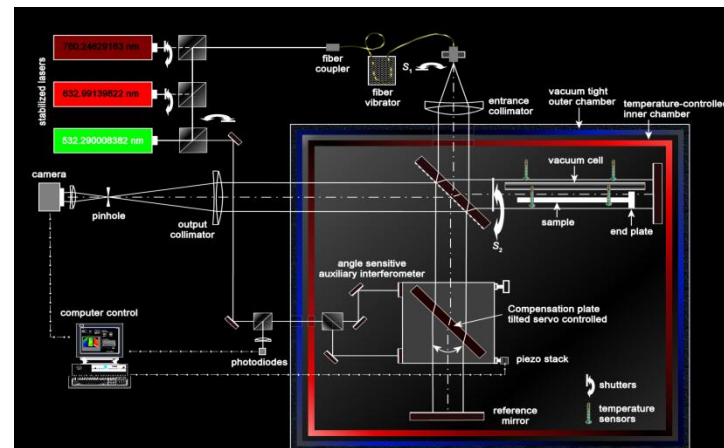 stabilized lasers
780.24629163 nm
632.99139822 nm
532.290008382 nm
fiber
coupler
fiber
vibrator
S1
entrance
collimator
vacuum tight
outer chamber
temperature-controlled
inner chamber
camera
pinhole
output
collimator
vacuum cell
sample
end plate
S2
angle sensitive
auxiliary interferometer
Compensation plate
tilted servo controlled
computer control
photodiodes
piezo stack
reference
mirror
shutters
temperature
sensors